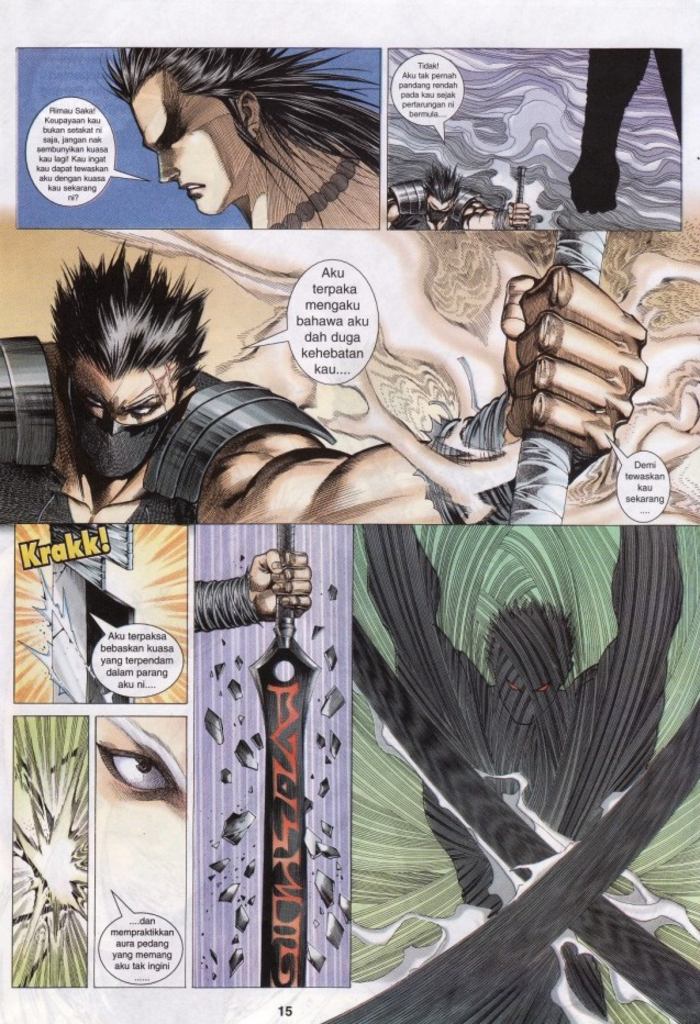 Rimau Saka!
Keupayaan kau
bukan setakat ni
saja, jangan nak
sembunyikan kuasa
kau lagi! Kau ingat
kau dapat tewaskan
aku dengan kuasa
kau sekarang
ni?
Tidak!
Aku tak pernah
pandang rendah
pada kau sejak
pertarungan ni
bermula....
Aku
terpaka
mengaku
bahawa aku
dah duga
kehebatan
kau....
Demi
tewaskan
kau
sekarang
....
Krakk!
Aku terpaksa
bebaskan kuasa
yang terpendam
dalam parang
aku ni....
....dan
mempraktikkan
aura pedang
yang memang
aku tak ingini
......
15